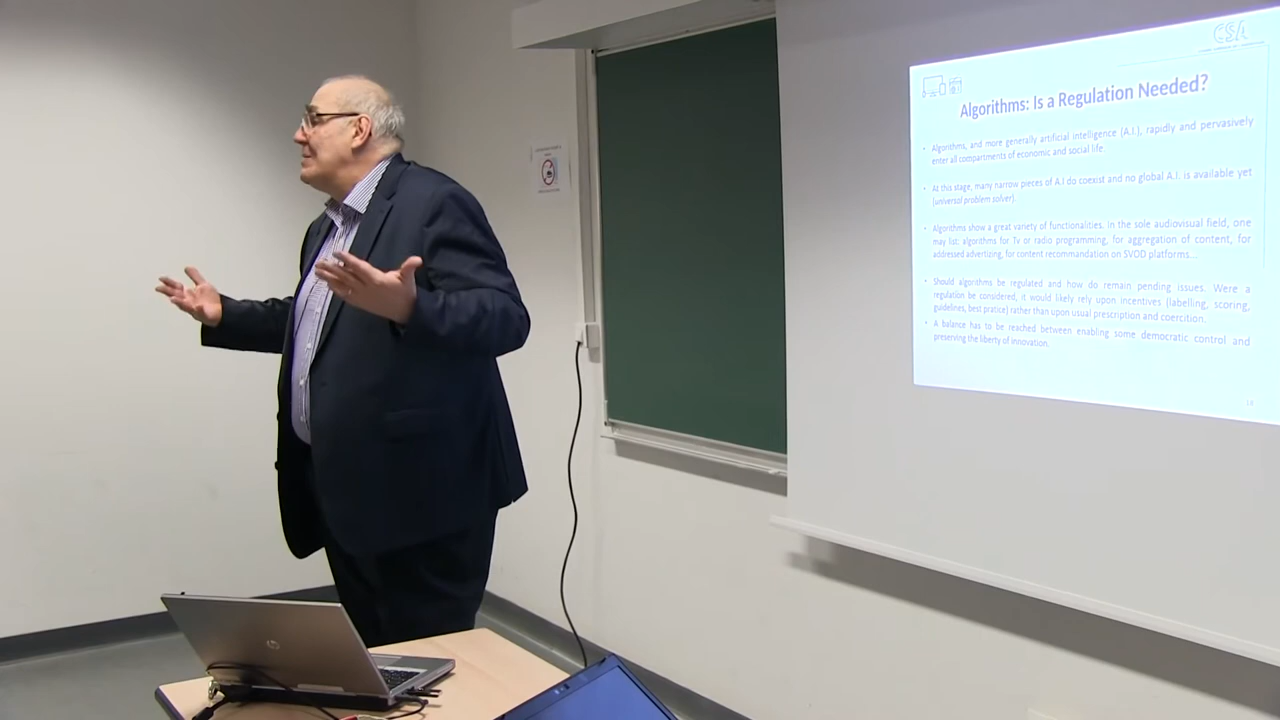 CSA
Algorithms: Is a Regulation Needed?
• Algorithms, and more generally artificial intelligence (A.I.), rapidly and pervasively
enter all compartments of economic and social life.
• At this stage, many narrow pieces of A.I do coexist and no global A.I. is available yet
(universal problem solver).
• Algorithms show a great variety of functionalities. In the sole audiovisual field, one
may list: algorithms for Tv or radio programming, for aggregation of content, for
addressed advertizing, for content recommandation on SVOD platforms...
• Should algorithms be regulated and how do remain pending issues. Were a
regulation be considered, it would likely rely upon incentives (labelling, scoring,
guidelines, best pratice) rather than upon usual prescription and coercition.
• A balance has to be reached between enabling some democratic control and
preserving the liberty of innovation.
hp